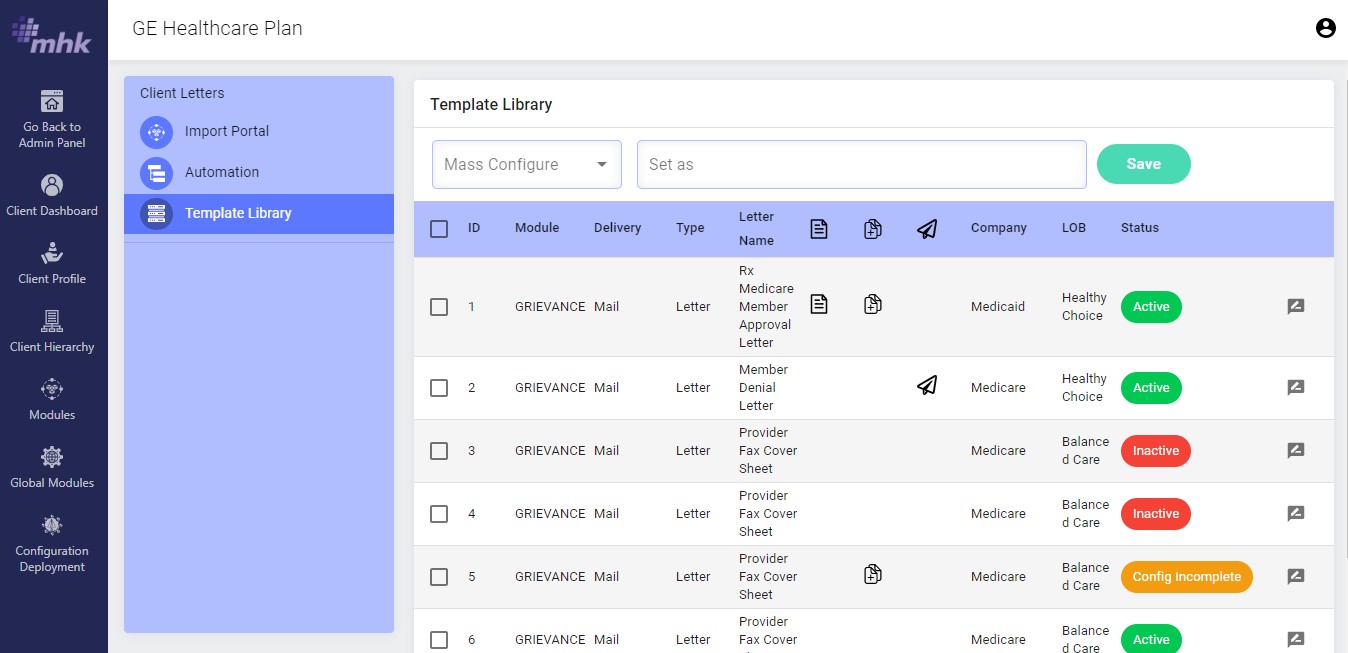 mhk
GE Healthcare Plan
Go Back to
Admin Panel
Client Dashboard
Client Profile
Client Hierarchy
Modules
Global Modules
Configuration
Deployment
Client Letters
Import Portal
Automation
Template Library
Template Library
Mass Configure
Set as
Save
ID Module Delivery Type Letter Name Company LOB Status
1 GRIEVANCE Mail Letter Rx Medicare Member Approval Letter Medicaid Healthy Choice Active
2 GRIEVANCE Mail Letter Member Denial Letter Medicare Healthy Choice Active
3 GRIEVANCE Mail Letter Provider Fax Cover Sheet Medicare Balance d Care Inactive
4 GRIEVANCE Mail Letter Provider Fax Cover Sheet Medicare Balance d Care Inactive
5 GRIEVANCE Mail Letter Provider Fax Cover Sheet Medicare Balance d Care Config Incomplete
6 GRIEVANCE Mail Letter Provider Fax Cover Medicare Balance d Care Active